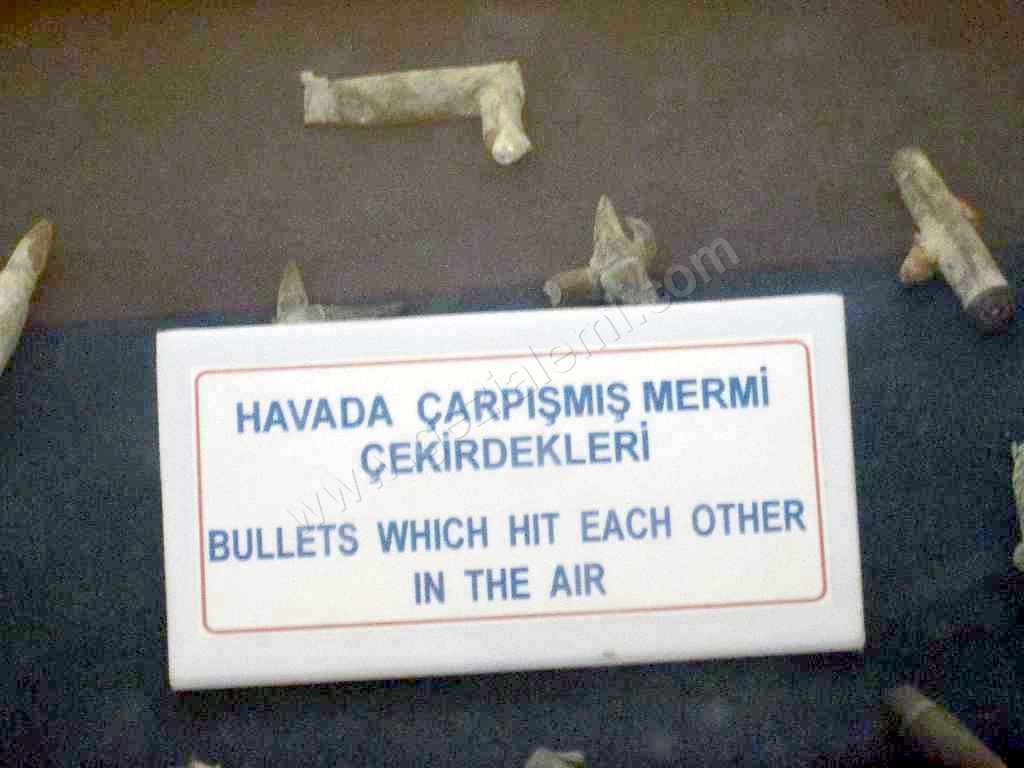 HAVADA ÇARPIŞMIŞ MERMİ
ÇEKİRDEKLERİ
BULLETS WHICH HIT EACH OTHER
IN THE AIR